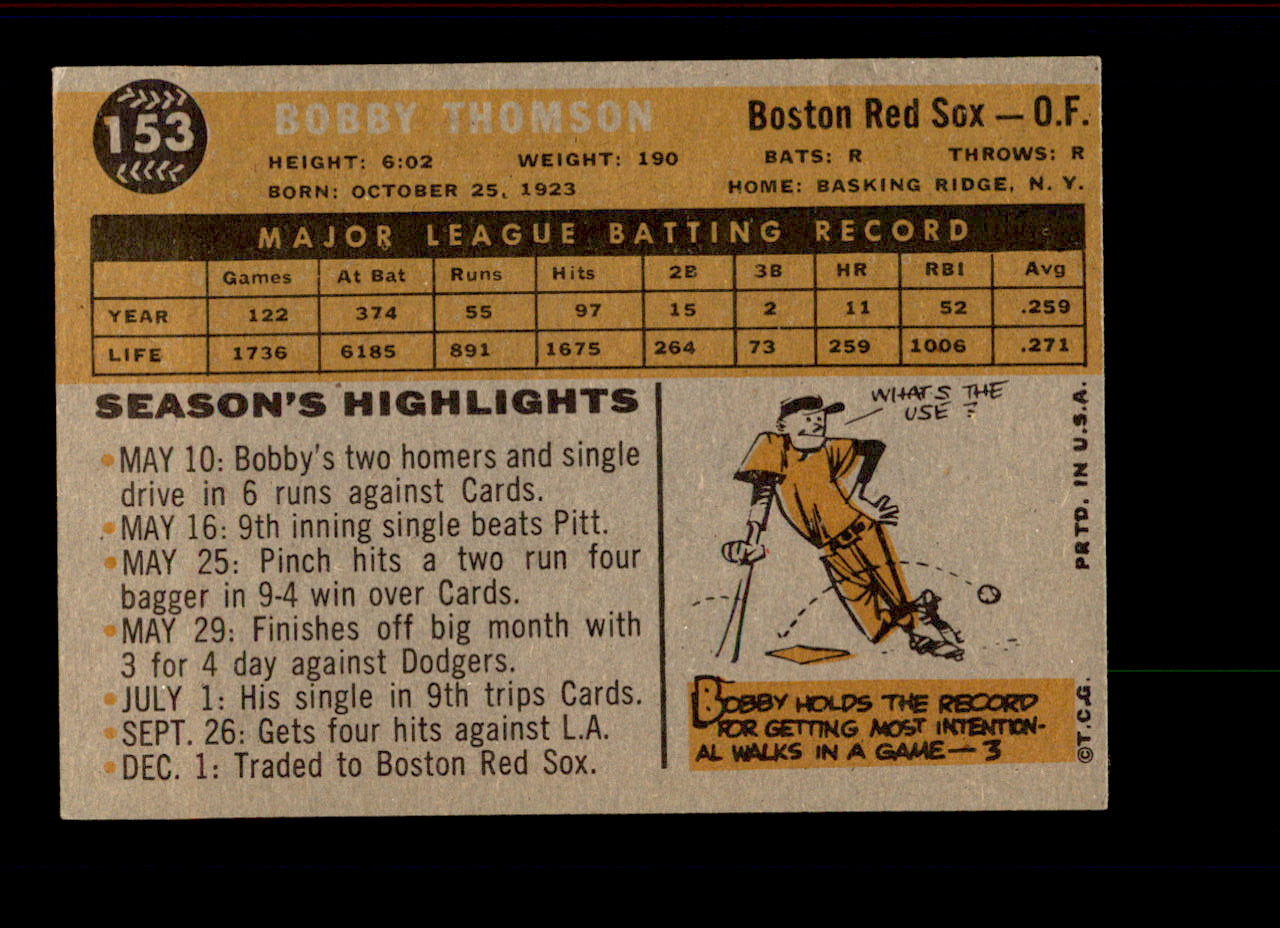 153
BOBBY THOMSON
Boston Red Sox — O.F.
HEIGHT: 6:02 WEIGHT: 190 BATS: R THROWS: R
BORN: OCTOBER 25, 1923 HOME: BASKING RIDGE, N. Y.
MAJOR LEAGUE BATTING RECORD
Games At Bat Runs Hits 2B 3B HR RBI Avg
YEAR 122 374 55 97 15 2 11 52 .259
LIFE 1736 6185 891 1675 264 73 259 1006 .271
SEASON'S HIGHLIGHTS
• MAY 10: Bobby's two homers and single
drive in 6 runs against Cards.
• MAY 16: 9th inning single beats Pitt.
• MAY 25: Pinch hits a two run four
bagger in 9-4 win over Cards.
• MAY 29: Finishes off big month with
3 for 4 day against Dodgers.
• JULY 1: His single in 9th trips Cards.
• SEPT. 26: Gets four hits against L.A.
• DEC. 1: Traded to Boston Red Sox.
WHATS THE
USE?
BOBBY HOLDS THE RECORD
FOR GETTING MOST INTENTION-
AL WALKS IN A GAME — 3
©T.C.G. PRTD. IN U.S.A.